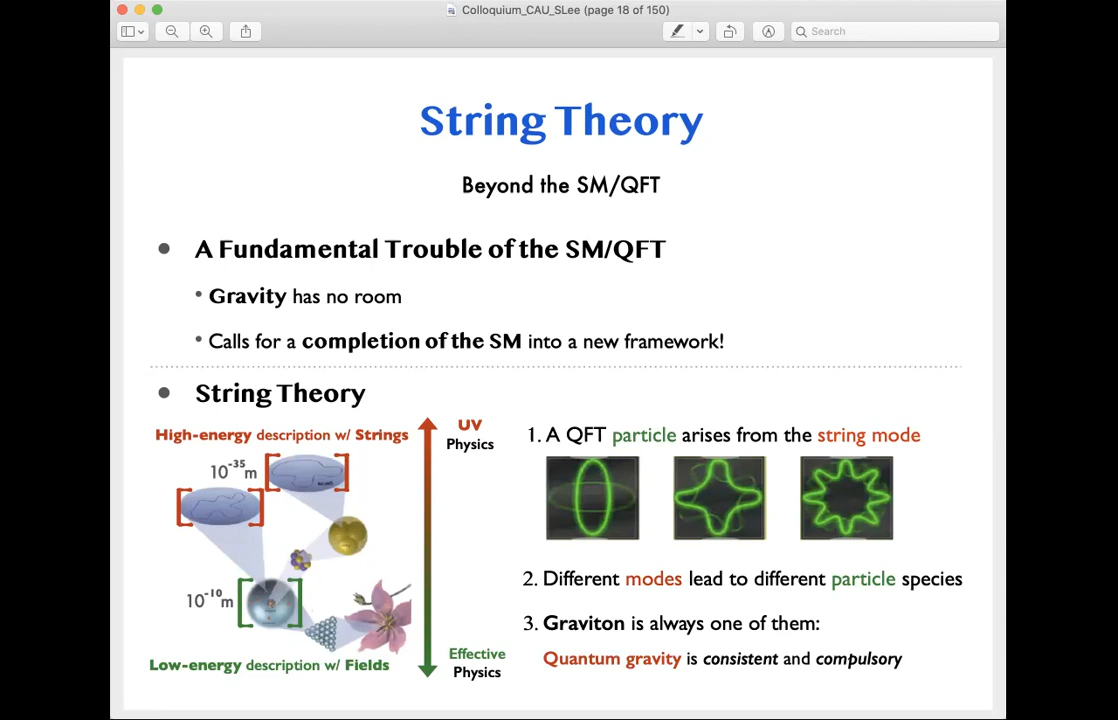 Colloquium_CAU_SLee (page 18 of 150)
Search
String Theory
Beyond the SM/QFT
• A Fundamental Trouble of the SM/QFT
• Gravity has no room
• Calls for a completion of the SM into a new framework!
• String Theory
High-energy description w/ Strings
10⁻³⁵m
10⁻¹⁰m
Low-energy description w/ Fields
UV
Physics
Effective
Physics
1. A QFT particle arises from the string mode
2. Different modes lead to different particle species
3. Graviton is always one of them:
Quantum gravity is consistent and compulsory